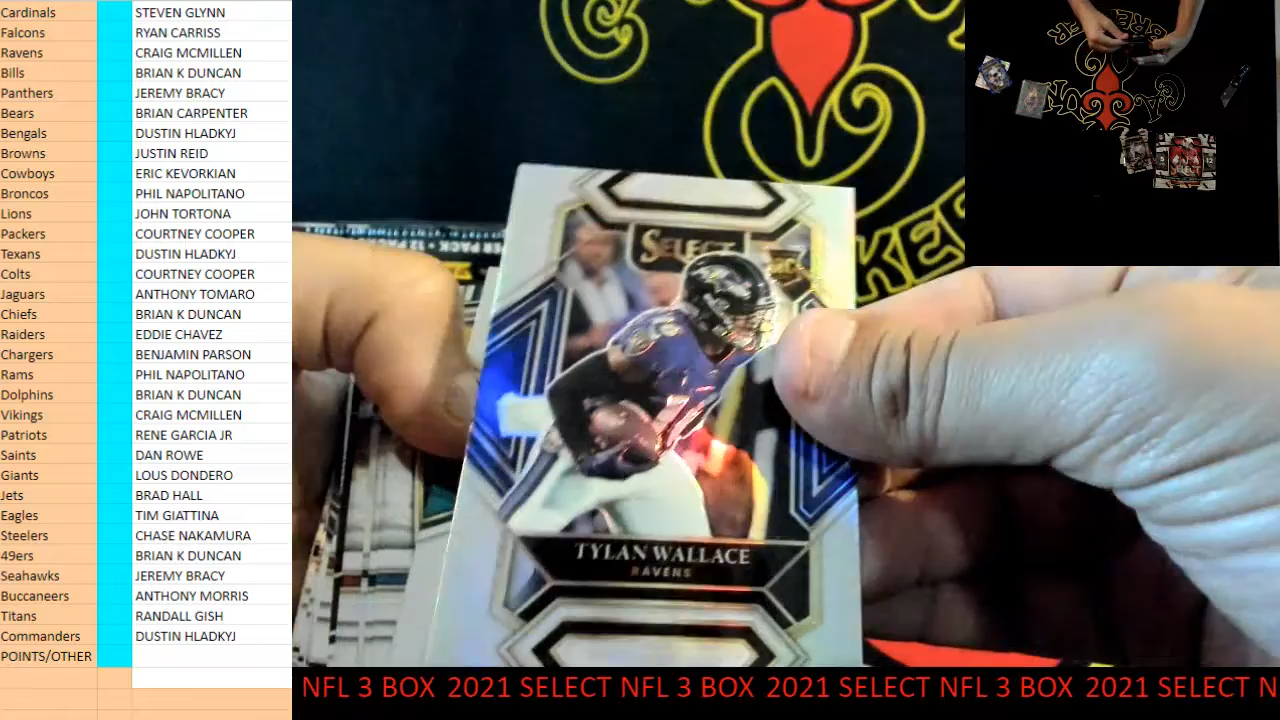 Cardinals STEVEN GLYNN
Falcons RYAN CARRISS
Ravens CRAIG MCMILLEN
Bills BRIAN K DUNCAN
Panthers JEREMY BRACY
Bears BRIAN CARPENTER
Bengals DUSTIN HLADKYJ
Browns JUSTIN REID
Cowboys ERIC KEVORKIAN
Broncos PHIL NAPOLITANO
Lions JOHN TORTONA
Packers COURTNEY COOPER
Texans DUSTIN HLADKYJ
Colts COURTNEY COOPER
Jaguars ANTHONY TOMARO
Chiefs BRIAN K DUNCAN
Raiders EDDIE CHAVEZ
Chargers BENJAMIN PARSON
Rams PHIL NAPOLITANO
Dolphins BRIAN K DUNCAN
Vikings CRAIG MCMILLEN
Patriots RENE GARCIA JR
Saints DAN ROWE
Giants LOUS DONDERO
Jets BRAD HALL
Eagles TIM GIATTINA
Steelers CHASE NAKAMURA
49ers BRIAN K DUNCAN
Seahawks JEREMY BRACY
Buccaneers ANTHONY MORRIS
Titans RANDALL GISH
Commanders DUSTIN HLADKYJ
POINTS/OTHER
SELECT
TYLAN WALLACE
RAVENS
SELECT
5
12
NFL 3 BOX 2021 SELECT NFL 3 BOX 2021 SELECT NFL 3 BOX 2021 SELECT N